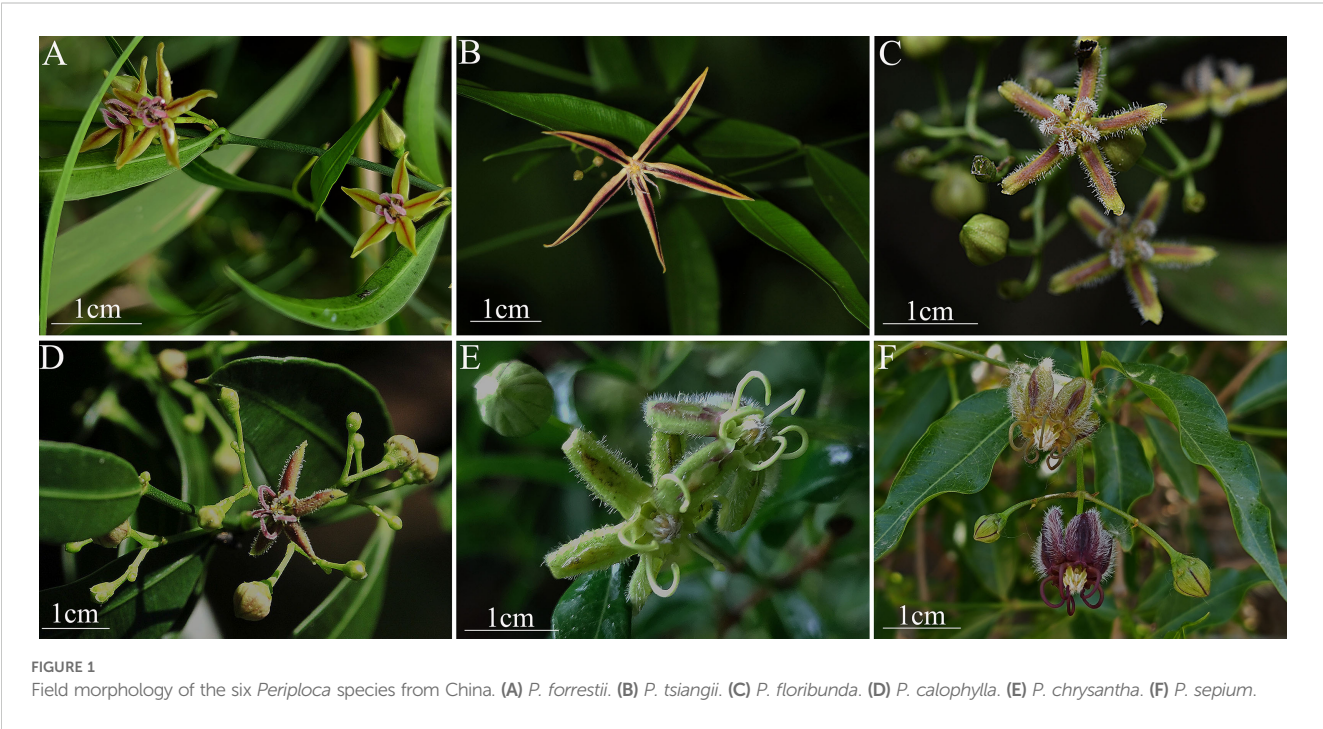 A
B
C
1cm
1cm
1cm
D
E
F
1cm
1cm
1cm
FIGURE 1
Field morphology of the six Periploca species from China. (A) P. forrestii. (B) P. tsiangii. (C) P. floribunda. (D) P. calophylla. (E) P. chrysantha. (F) P. sepium.